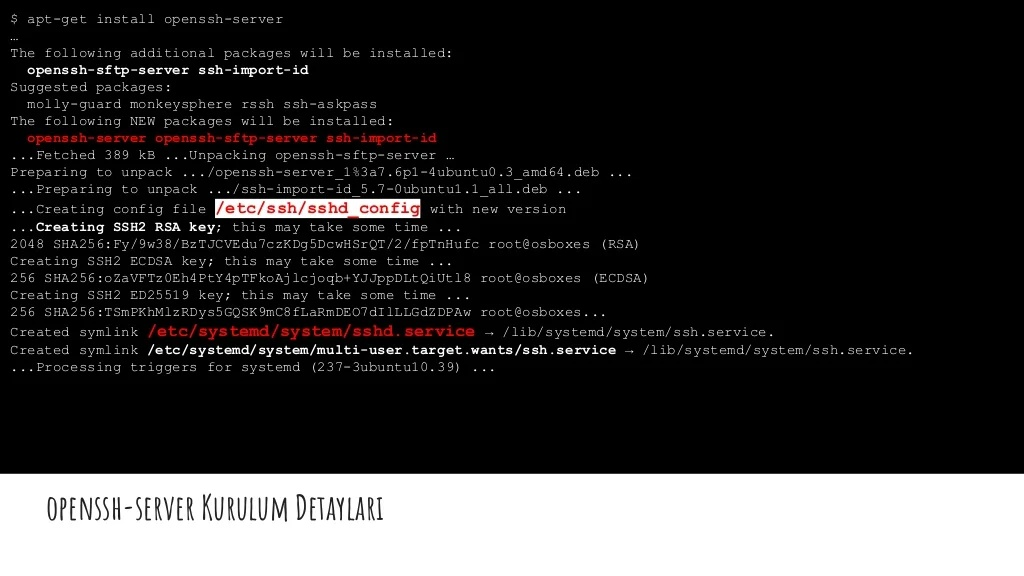 $ apt-get install openssh-server
…
The following additional packages will be installed:
openssh-sftp-server ssh-import-id
Suggested packages:
molly-guard monkeysphere rssh ssh-askpass
The following NEW packages will be installed:
openssh-server openssh-sftp-server ssh-import-id
...Fetched 389 kB ...Unpacking openssh-sftp-server …
Preparing to unpack .../openssh-server_1%3a7.6p1-4ubuntu0.3_amd64.deb ...
...Preparing to unpack .../ssh-import-id_5.7-0ubuntu1.1_all.deb ...
...Creating config file /etc/ssh/sshd_config with new version
...Creating SSH2 RSA key; this may take some time ...
2048 SHA256:Fy/9w38/BzTJCVEdu7czKDg5DcwHSrQT/2/fpTnHufc root@osboxes (RSA)
Creating SSH2 ECDSA key; this may take some time ...
256 SHA256:oZaVFTz0Eh4PtY4pTFkoAjlcjoqb+YJJppDLtQiUtl8 root@osboxes (ECDSA)
Creating SSH2 ED25519 key; this may take some time ...
256 SHA256:TSmPKhMlzRDys5GQSK9mC8fLaRmDEO7dIlLLGdZDPAw root@osboxes...
Created symlink /etc/systemd/system/sshd.service → /lib/systemd/system/ssh.service.
Created symlink /etc/systemd/system/multi-user.target.wants/ssh.service → /lib/systemd/system/ssh.service.
...Processing triggers for systemd (237-3ubuntu10.39) ...
openssh-server Kurulum Detayları